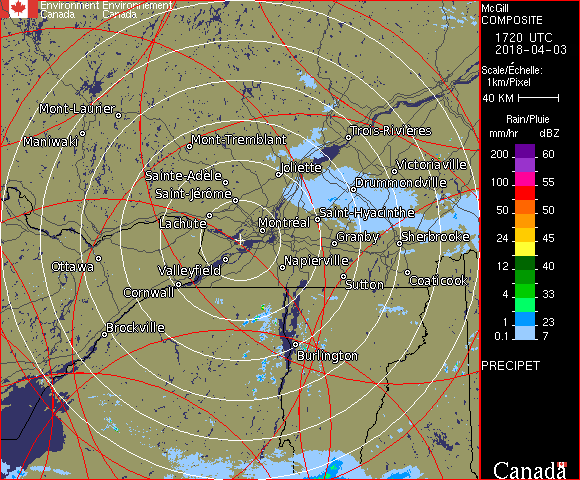 Environment Environnement
Canada Canada
McGill
COMPOSITE
1720 UTC
2018-04-03
Scale/Échelle:
1km/Pixel
40 KM
Rain/Pluie
mm/hr dBZ
200 60
100 55
50 50
24 45
12 40
4 33
1 23
0.1 7
PRECIPET
Canada
Mont-Laurier
Maniwaki
Mont-Tremblant
Trois-Rivières
Joliette
Victoriaville
Sainte-Adèle
Drummondville
Saint-Jérôme
Lachute
Saint-Hyacinthe
Montréal
Granby
Sherbrooke
Ottawa
Valleyfield
Napierville
Cornwall
Sutton
Coaticook
Brockville
Burlington